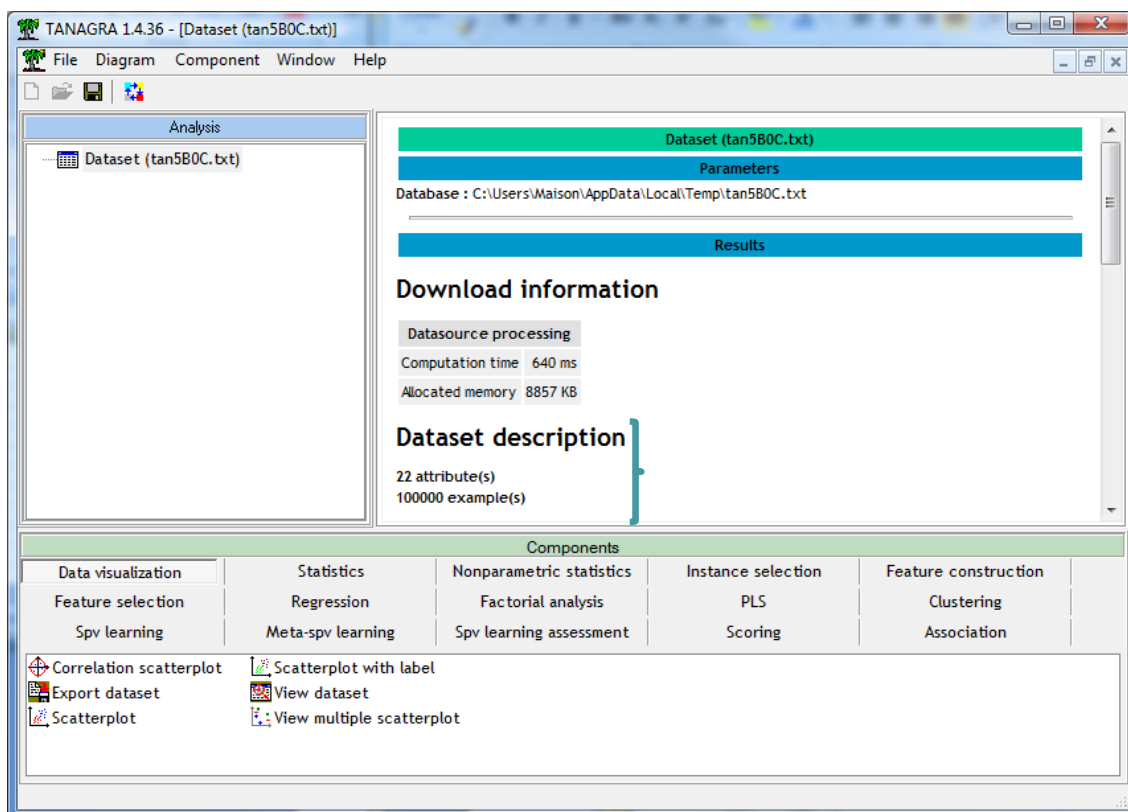 TANAGRA 1.4.36 - [Dataset (tan5B0C.txt)]
File Diagram Component Window Help
Analysis
Dataset (tan5B0C.txt)
Dataset (tan5B0C.txt)
Parameters
Database : C:\Users\Maison\AppData\Local\Temp\tan5B0C.txt
Results
Download information
Datasource processing
Computation time 640 ms
Allocated memory 8857 KB
Dataset description
22 attribute(s)
100000 example(s)
Components
Data visualization Statistics Nonparametric statistics Instance selection Feature construction
Feature selection Regression Factorial analysis PLS Clustering
Spv learning Meta-spv learning Spv learning assessment Scoring Association
Correlation scatterplot Scatterplot with label
Export dataset View dataset
Scatterplot View multiple scatterplot